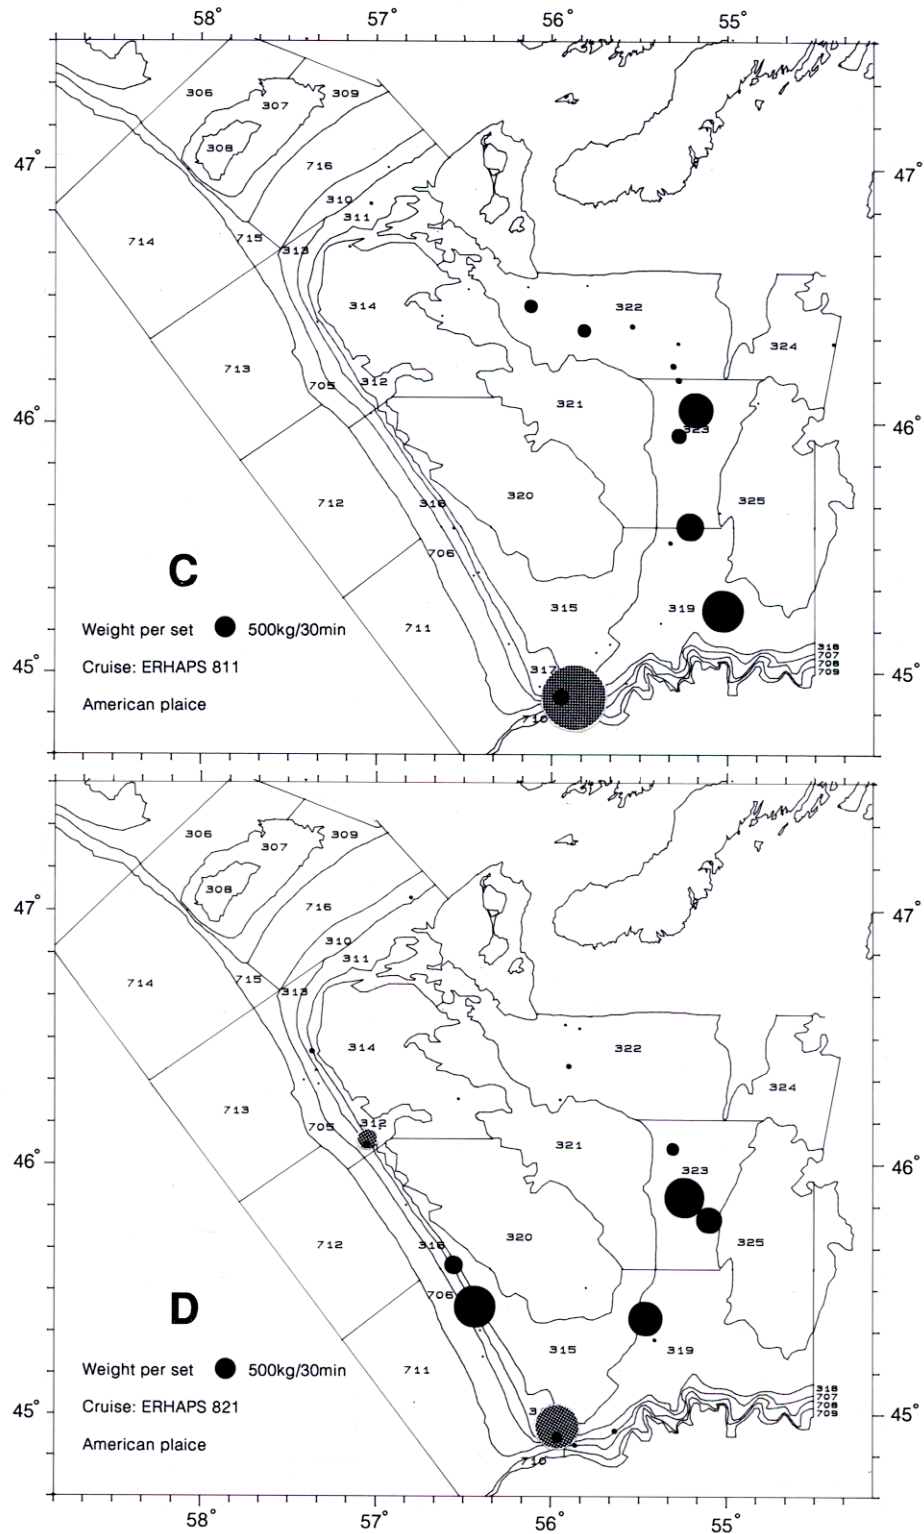 58° 57° 56° 55°
306 307 309
308
47° 716 47°
310
311
714 715 313
314 322
324
713
705 312
321
46° 46°
323
320 325
712 316
706
C
315 319
711
Weight per set 500kg/30min
318
707
45° Cruise: ERHAPS 811 317 708 45°
709
American plaice
710
306 309
307
308
47° 716 47°
310
311
714 715 313
314 322
324
713
705 312
321
46° 46°
323
320 325
712 316
706
D
315 319
711
Weight per set 500kg/30min
318
707
45° Cruise: ERHAPS 821 708 45°
709
American plaice
710
58° 57° 56° 55°